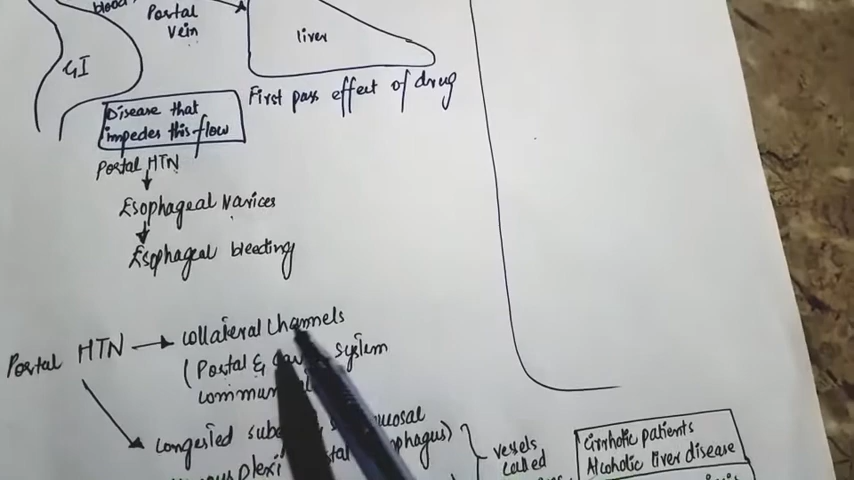 blood
Portal
vein
liver
GI
First pass effect of drug
Disease that
impedes this flow
Portal HTN
Esophageal Varices
Esophageal bleeding
Portal HTN → collateral channels
(Portal & system
congested
vessels
called
Cirrhotic patients
Alcoholic liver disease